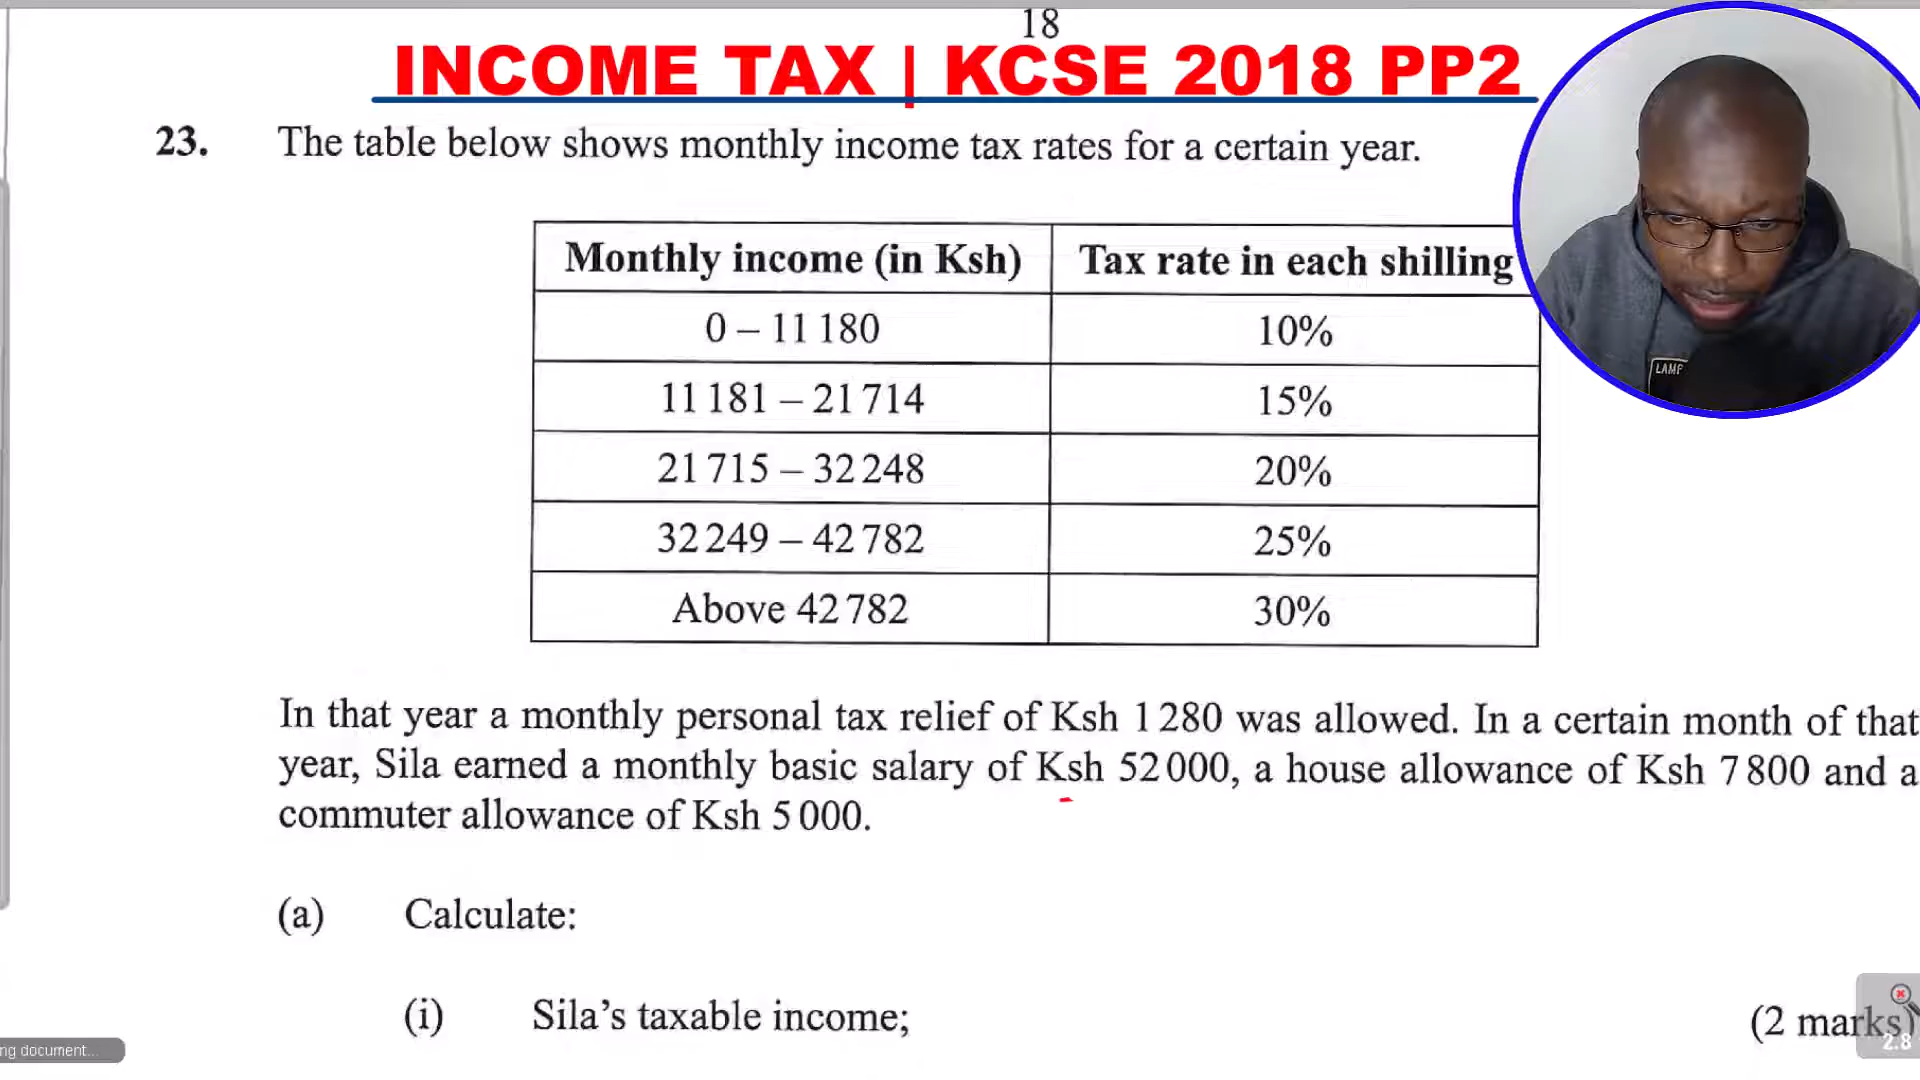 18
INCOME TAX | KCSE 2018 PP2
23. The table below shows monthly income tax rates for a certain year.
Monthly income (in Ksh) Tax rate in each shilling
0 – 11 180 10%
11 181 – 21 714 15%
21 715 – 32 248 20%
32 249 – 42 782 25%
Above 42 782 30%
In that year a monthly personal tax relief of Ksh 1 280 was allowed. In a certain month of that
year, Sila earned a monthly basic salary of Ksh 52 000, a house allowance of Ksh 7 800 and a
commuter allowance of Ksh 5 000.
(a) Calculate:
(i) Sila’s taxable income; (2 marks)
ng document...
2.8
LAMP